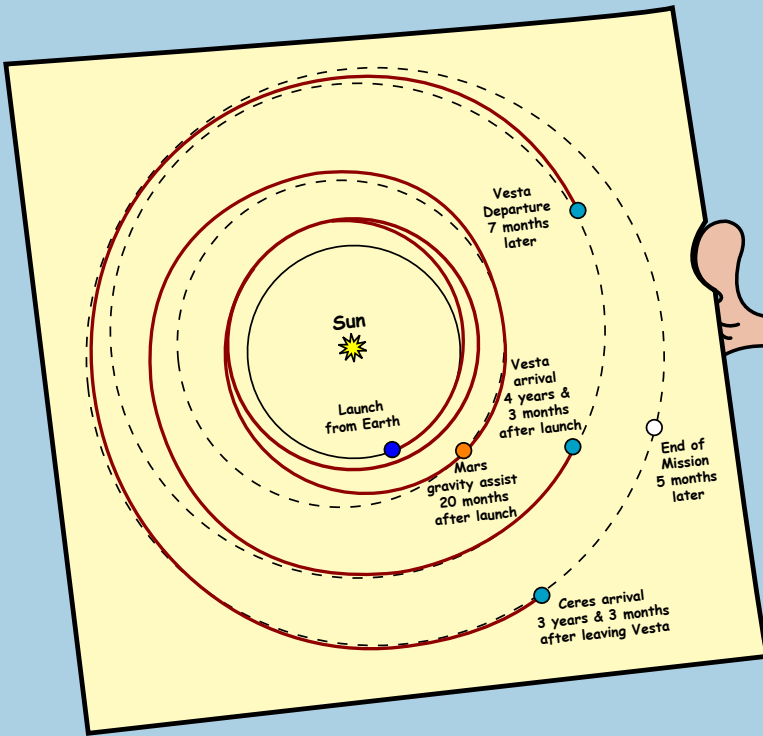 Vesta
Departure
7 months
later
Sun
Vesta
arrival
4 years &
3 months
after launch
Launch
from Earth
End of
Mission
5 months
later
Mars
gravity assist
20 months
after launch
Ceres arrival
3 years & 3 months
after leaving Vesta